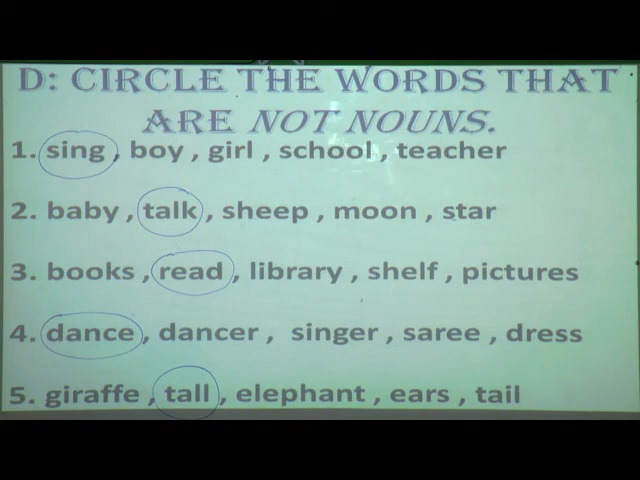 D: CIRCLE THE WORDS THAT
ARE NOT NOUNS.
1. sing , boy , girl , school , teacher
2. baby , talk , sheep , moon , star
3. books , read , library , shelf , pictures
4. dance , dancer , singer , saree , dress
5. giraffe , tall , elephant , ears , tail